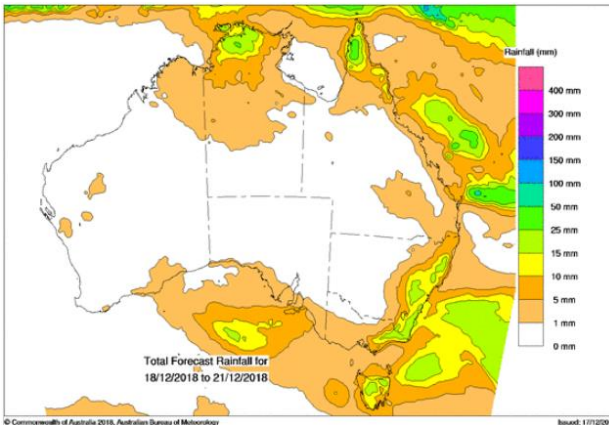 Rainfall (mm)
400 mm
300 mm
200 mm
150 mm
100 mm
50 mm
25 mm
15 mm
10 mm
5 mm
1 mm
0 mm
Total Forecast Rainfall for
18/12/2018 to 21/12/2018
© Commonwealth of Australia 2018, Australian Bureau of Meteorology
Issued: 17/12/20